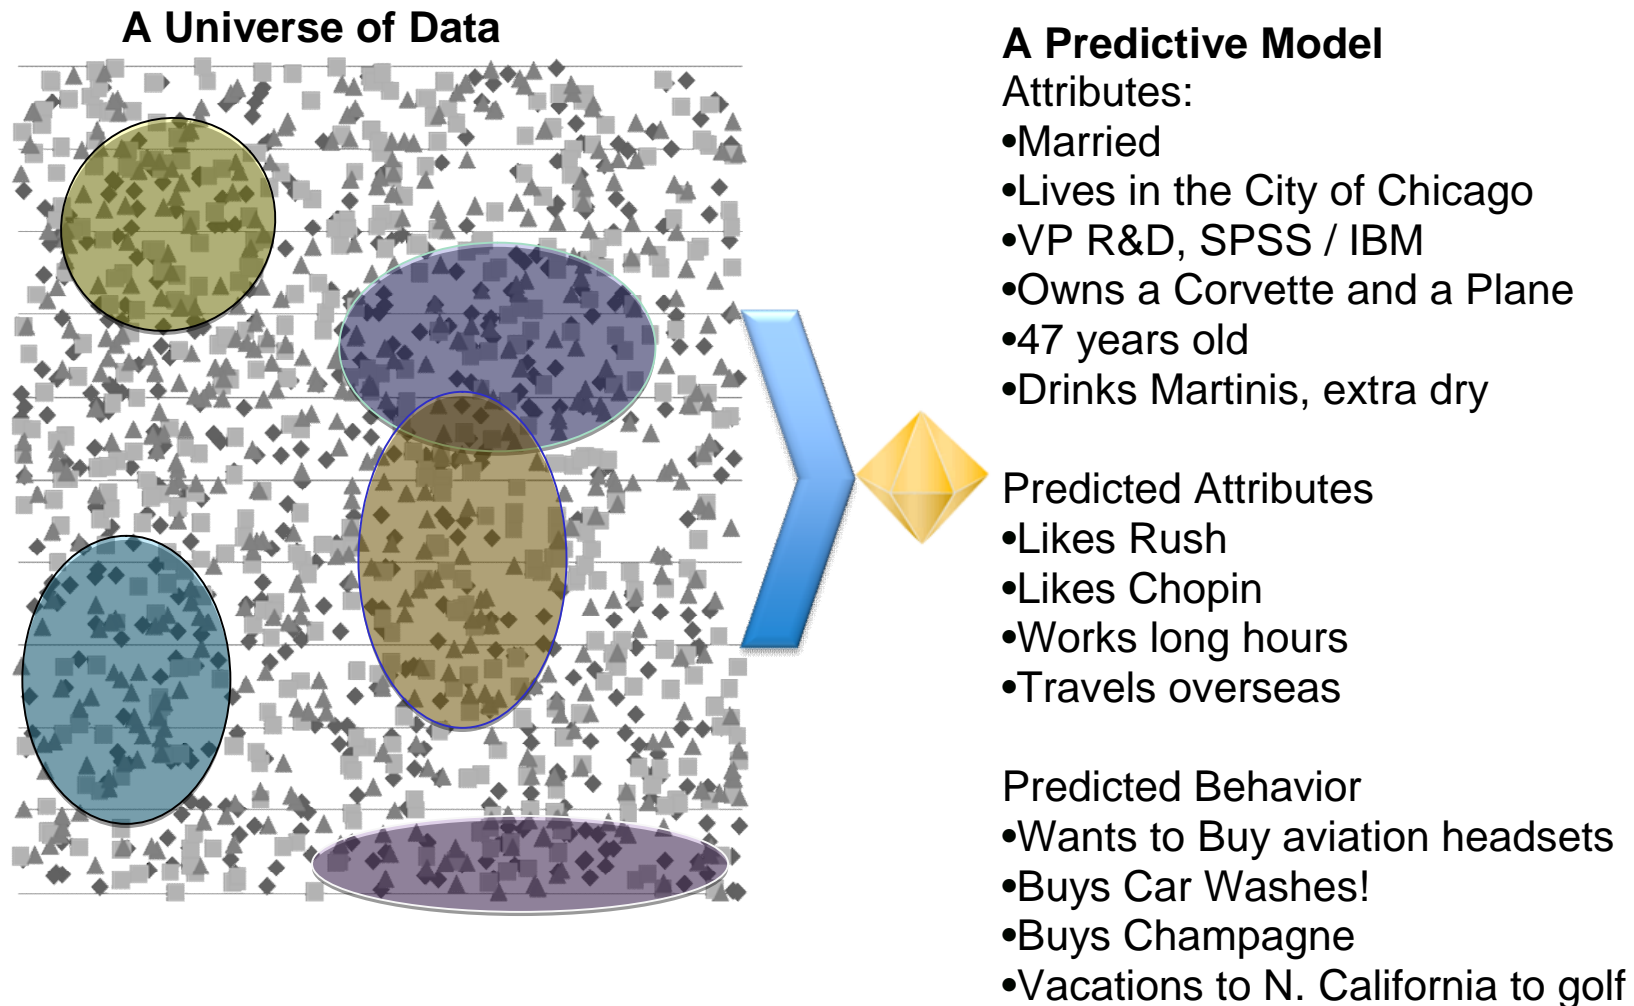 A Universe of Data
A Predictive Model
Attributes:
•Married
•Lives in the City of Chicago
•VP R&D, SPSS / IBM
•Owns a Corvette and a Plane
•47 years old
•Drinks Martinis, extra dry
Predicted Attributes
•Likes Rush
•Likes Chopin
•Works long hours
•Travels overseas
Predicted Behavior
•Wants to Buy aviation headsets
•Buys Car Washes!
•Buys Champagne
•Vacations to N. California to golf